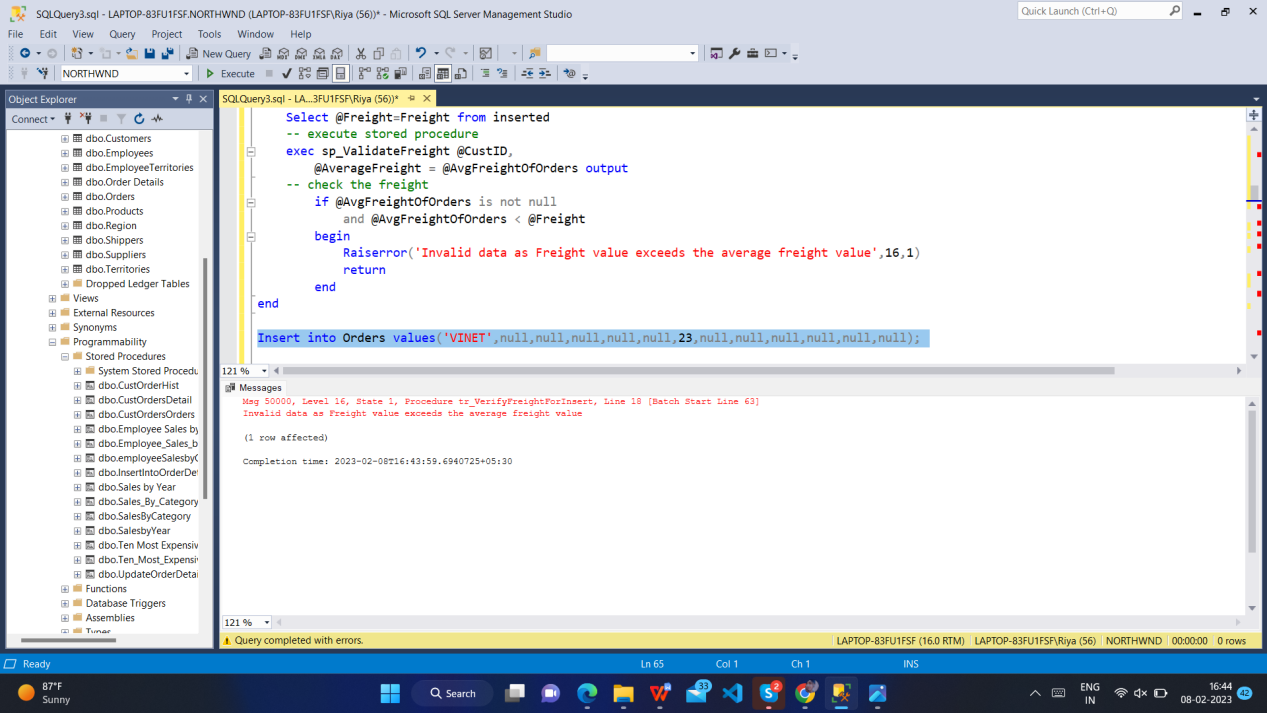 SQLQuery3.sql - LAPTOP-83FU1FSF.NORTHWND (LAPTOP-83FU1FSF\Riya (56))* - Microsoft SQL Server Management Studio
Quick Launch (Ctrl+Q)
File Edit View Query Project Tools Window Help
New Query
NORTHWND Execute
Object Explorer
Connect
dbo.Customers
dbo.Employees
dbo.EmployeeTerritories
dbo.Order Details
dbo.Orders
dbo.Products
dbo.Region
dbo.Shippers
dbo.Suppliers
dbo.Territories
Dropped Ledger Tables
Views
External Resources
Synonyms
Programmability
Stored Procedures
System Stored Procedu
dbo.CustOrderHist
dbo.CustOrdersDetail
dbo.CustOrdersOrders
dbo.Employee Sales by
dbo.Employee_Sales_b
dbo.employeeSalesbyC
dbo.InsertIntoOrderDet
dbo.Sales by Year
dbo.Sales_By_Category
dbo.SalesByCategory
dbo.SalesbyYear
dbo.Ten Most Expensiv
dbo.Ten_Most_Expensiv
dbo.UpdateOrderDetai
Functions
Database Triggers
Assemblies
Types
SQLQuery3.sql - LA...3FU1FSF\Riya (56))*
Select @Freight=Freight from inserted
-- execute stored procedure
exec sp_ValidateFreight @CustID,
@AverageFreight = @AvgFreightOfOrders output
-- check the freight
if @AvgFreightOfOrders is not null
and @AvgFreightOfOrders < @Freight
begin
Raiserror('Invalid data as Freight value exceeds the average freight value',16,1)
return
end
end
Insert into Orders values('VINET',null,null,null,null,null,23,null,null,null,null,null,null);
121 %
Messages
Msg 50000, Level 16, State 1, Procedure tr_VerifyFreightForInsert, Line 18 [Batch Start Line 63]
Invalid data as Freight value exceeds the average freight value
(1 row affected)
Completion time: 2023-02-08T16:43:59.6940725+05:30
121 %
Query completed with errors. LAPTOP-83FU1FSF (16.0 RTM) LAPTOP-83FU1FSF\Riya (56) NORTHWND 00:00:00 0 rows
Ready Ln 65 Col 1 Ch 1 INS
87°F
Sunny
Search
33
2
ENG
IN
16:44
08-02-2023
42